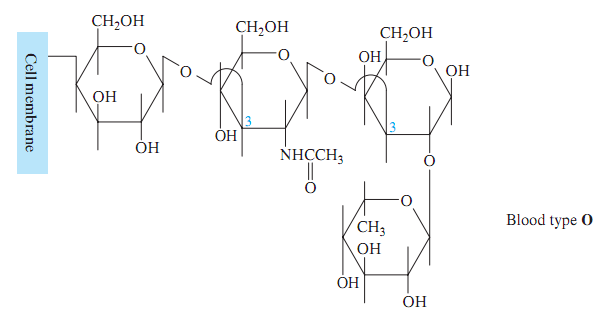 CH₂OH
O
OH
OH
Cell membrane
O
CH₂OH
O
OH
3
NHCCH₃
O
O
CH₂OH
OH
O
OH
3
O
O
CH₃
OH
OH
OH
Blood type O